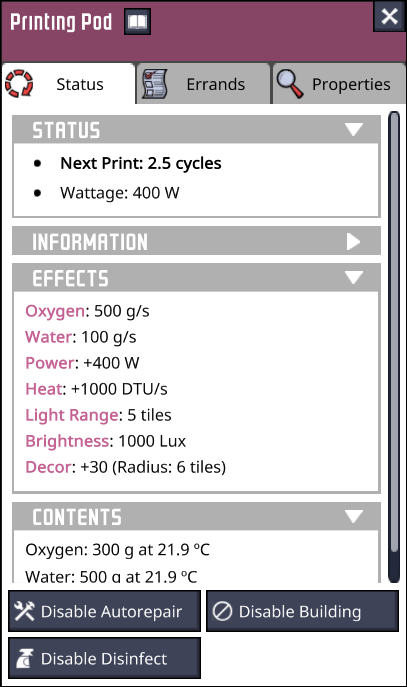 Printing Pod
Status
Errands
Properties
STATUS
• Next Print: 2.5 cycles
• Wattage: 400 W
INFORMATION
EFFECTS
Oxygen: 500 g/s
Water: 100 g/s
Power: +400 W
Heat: +1000 DTU/s
Light Range: 5 tiles
Brightness: 1000 Lux
Decor: +30 (Radius: 6 tiles)
CONTENTS
Oxygen: 300 g at 21.9 ºC
Water: 500 g at 21.9 ºC
Disable Autorepair
Disable Building
Disable Disinfect